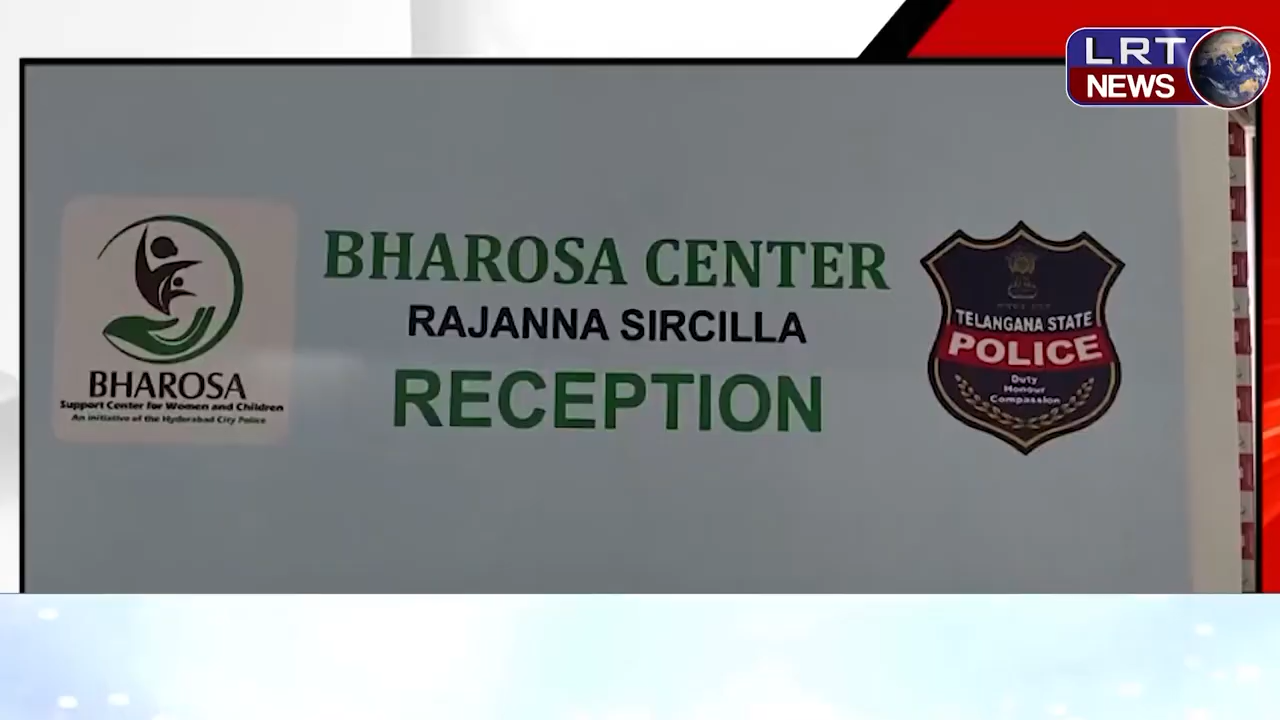 LRT
NEWS
BHAROSA CENTER
RAJANNA SIRCILLA
RECEPTION
BHAROSA
Support Center for Women and Children
An initiative of the Hyderabad City Police
TELANGANA STATE
POLICE
Duty
Honour
Compassion